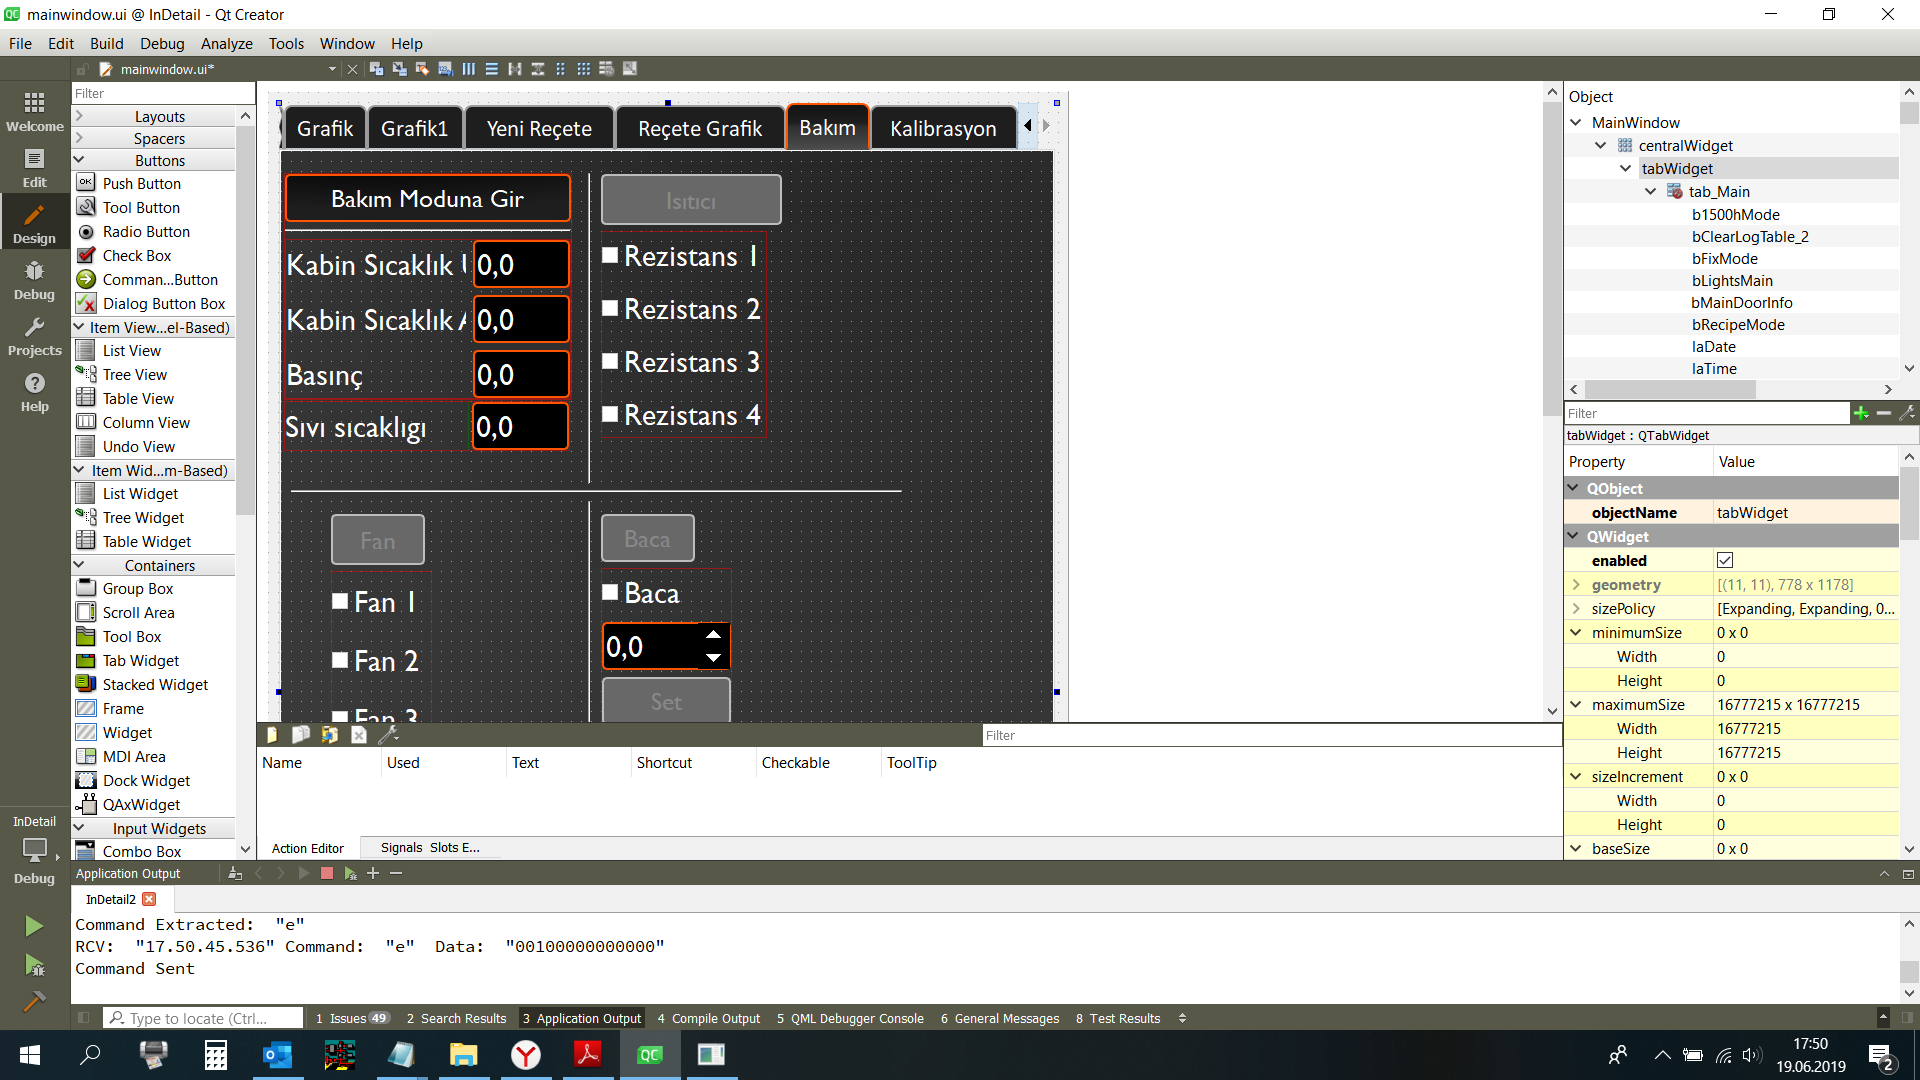 mainwindow.ui @ InDetail - Qt Creator
File Edit Build Debug Analyze Tools Window Help
mainwindow.ui*
Welcome
Edit
Design
Debug
Projects
Help
InDetail
Debug
Filter
Layouts
Spacers
Buttons
Push Button
Tool Button
Radio Button
Check Box
Comman...Button
Dialog Button Box
Item View...el-Based)
List View
Tree View
Table View
Column View
Undo View
Item Wid...m-Based)
List Widget
Tree Widget
Table Widget
Containers
Group Box
Scroll Area
Tool Box
Tab Widget
Stacked Widget
Frame
Widget
MDI Area
Dock Widget
QAxWidget
Input Widgets
Combo Box
Grafik Grafik1 Yeni Reçete Reçete Grafik Bakım Kalibrasyon
Bakım Moduna Gir
Kabin Sıcaklık 0,0
Kabin Sıcaklık 0,0
Basınç 0,0
Sıvı sıcaklıgı 0,0
Isıtıcı
Rezistans 1
Rezistans 2
Rezistans 3
Rezistans 4
Fan
Fan 1
Fan 2
Fan 3
Baca
Baca
0,0
Set
Filter
Name Used Text Shortcut Checkable ToolTip
Action Editor Signals Slots E...
Object
MainWindow
centralWidget
tabWidget
tab_Main
b1500hMode
bClearLogTable_2
bFixMode
bLightsMain
bMainDoorInfo
bRecipeMode
laDate
laTime
Filter
tabWidget : QTabWidget
Property Value
QObject
objectName tabWidget
QWidget
enabled
geometry [(11, 11), 778 x 1178]
sizePolicy [Expanding, Expanding, 0...
minimumSize 0 x 0
Width 0
Height 0
maximumSize 16777215 x 16777215
Width 16777215
Height 16777215
sizeIncrement 0 x 0
Width 0
Height 0
baseSize 0 x 0
Application Output
InDetail2
Command Extracted: "e"
RCV: "17.50.45.536" Command: "e" Data: "00100000000000"
Command Sent
Type to locate (Ctrl...
1 Issues 49 2 Search Results 3 Application Output 4 Compile Output 5 QML Debugger Console 6 General Messages 8 Test Results
17:50
19.06.2019
2